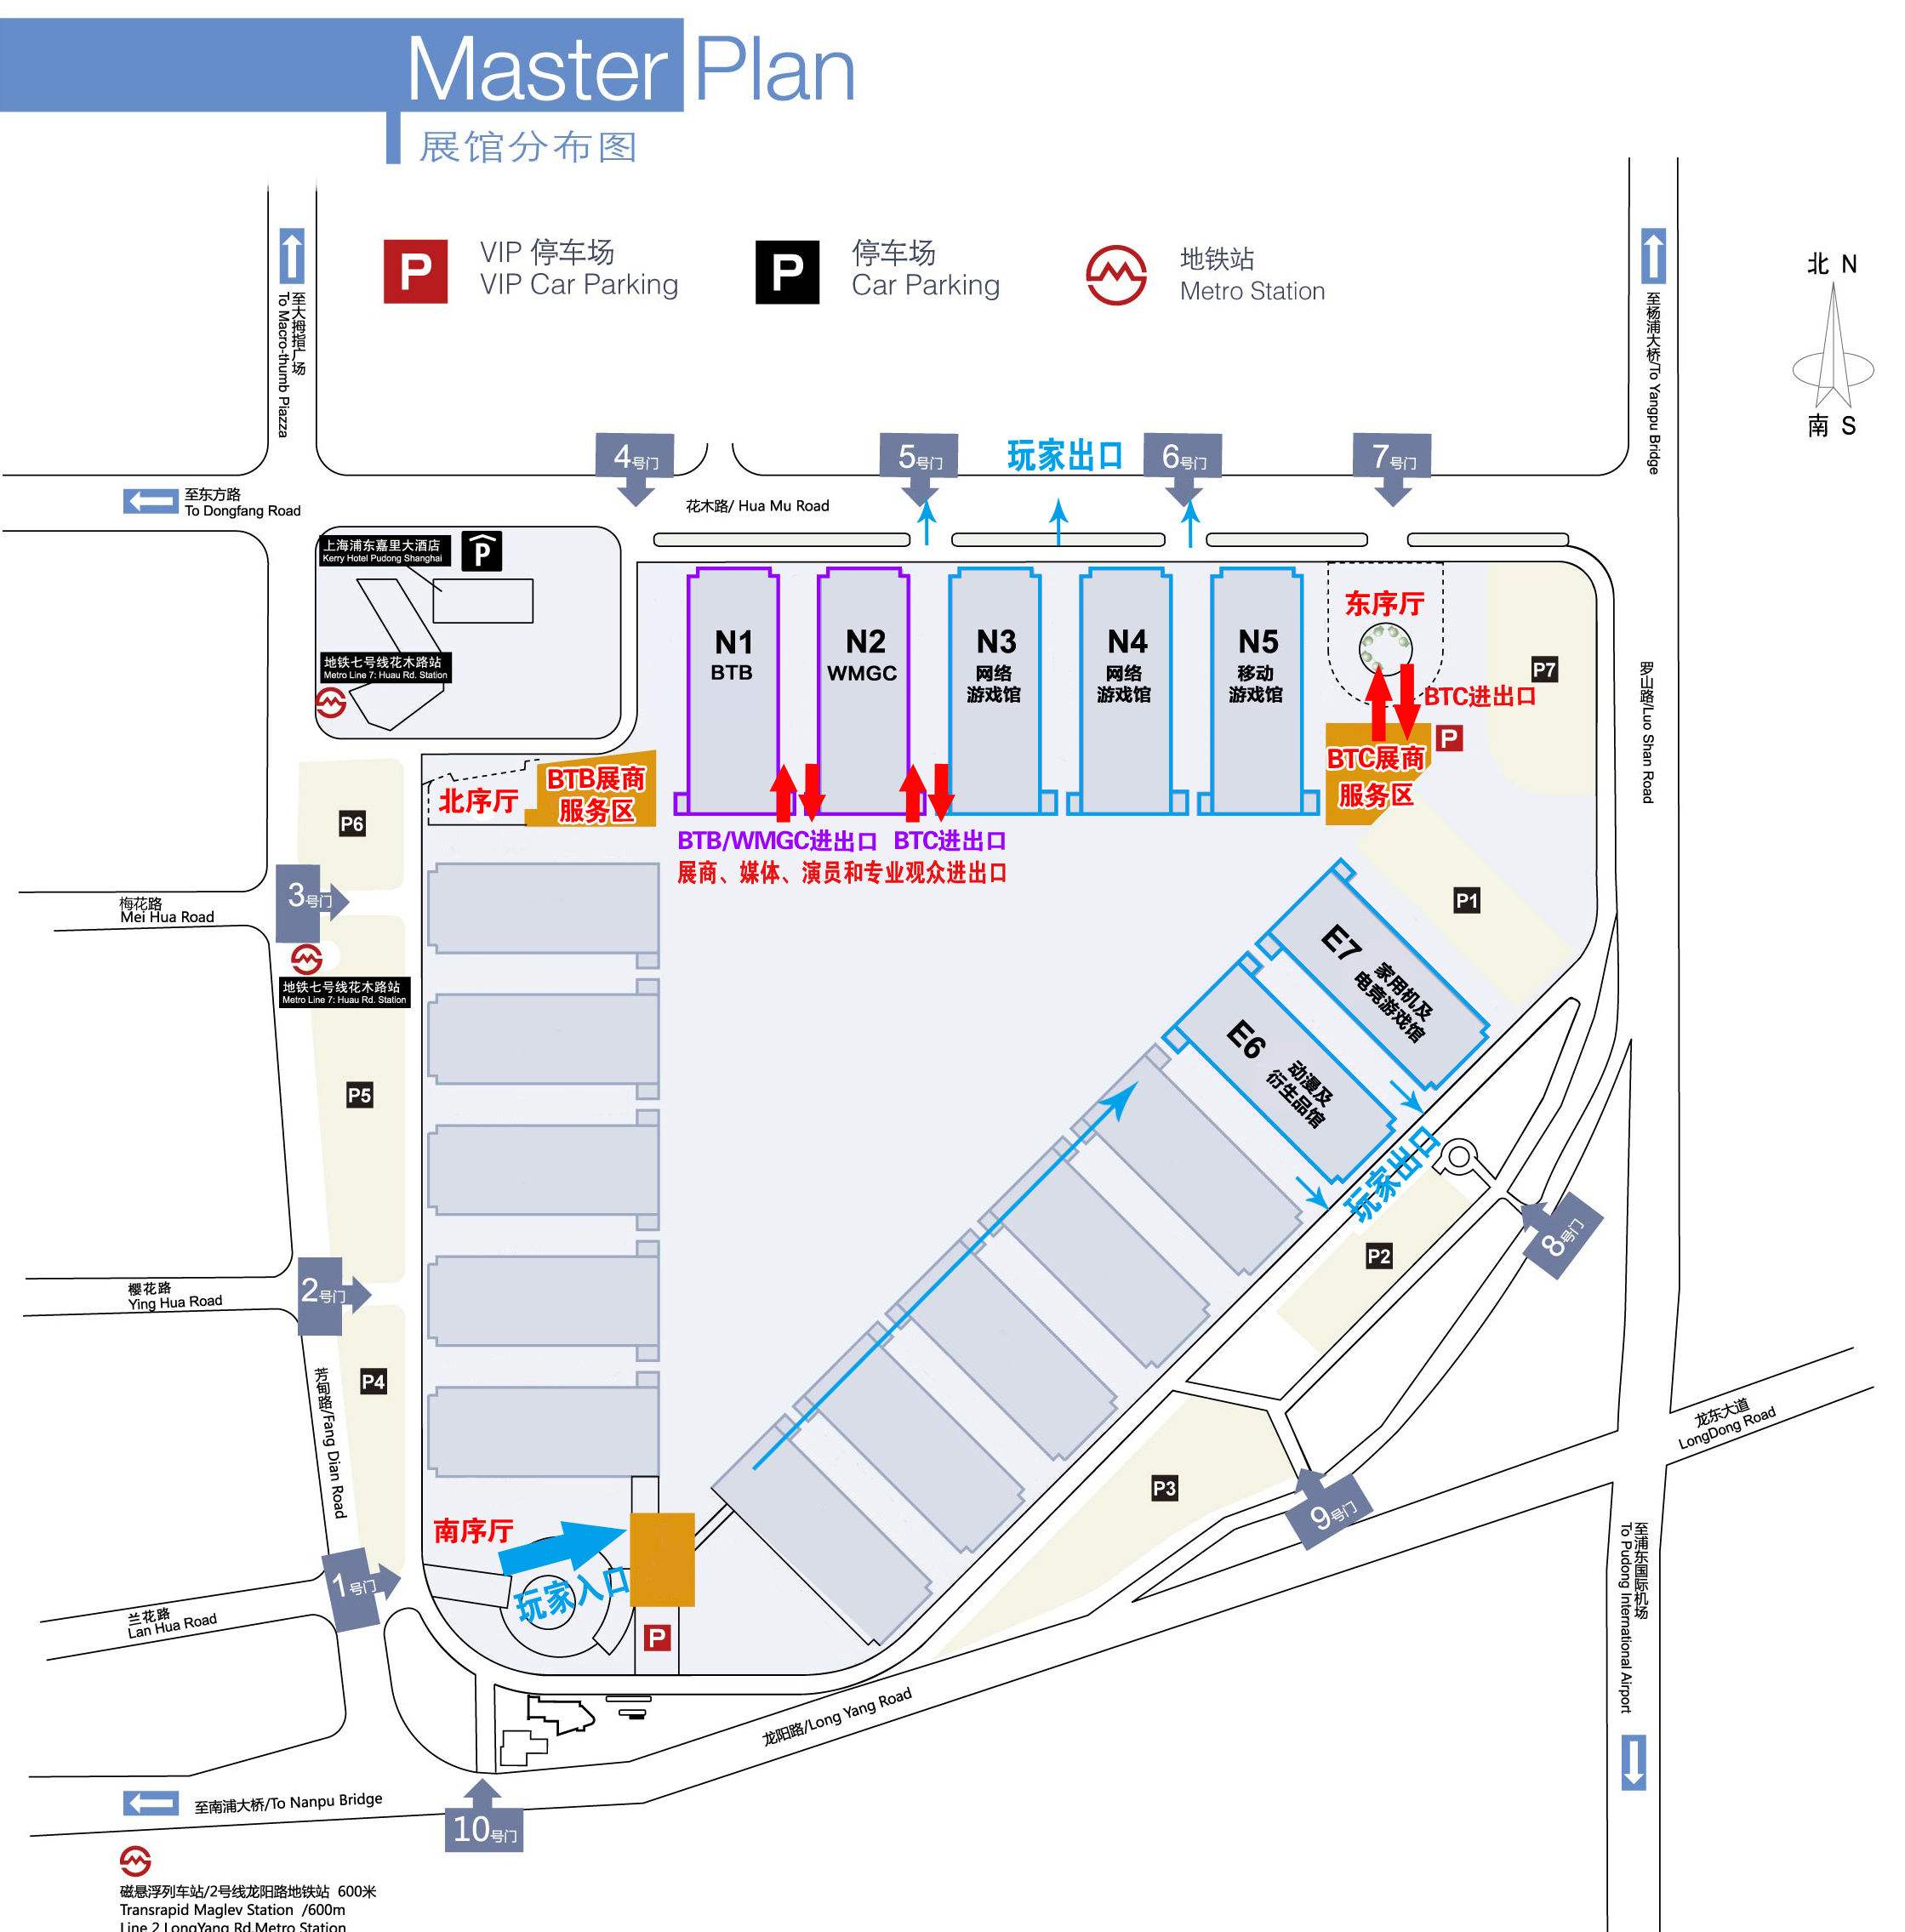 Master Plan
展馆分布图
P
VIP 停车场
VIP Car Parking
P
停车场
Car Parking
地铁站
Metro Station
北 N
南 S
至大拇指广场
To Macro-thumb Piazza
至杨浦大桥/To Yangpu Bridge
4号门
5号门
玩家出口
6号门
7号门
至东方路
To Dongfang Road
花木路/ Hua Mu Road
上海浦东嘉里大酒店
Kerry Hotel Pudong Shanghai
P
地铁七号线花木路站
Metro Line 7: Huau Rd. Station
N1
BTB
N2
WMGC
N3
网络
游戏馆
N4
网络
游戏馆
N5
移动
游戏馆
东序厅
BTC进出口
P7
P
BTC展商
服务区
罗山路/Luo Shan Road
北序厅
BTB展商
服务区
BTB/WMGC进出口
BTC进出口
展商、媒体、演员和专业观众进出口
P6
3号门
梅花路
Mei Hua Road
地铁七号线花木路站
Metro Line 7: Huau Rd. Station
P1
E7
家用机及
电竞游戏馆
E6
动漫及
衍生品馆
玩家出口
P5
P2
8号门
2号门
樱花路
Ying Hua Road
P4
芳甸路/Fang Dian Road
龙东大道
LongDong Road
P3
9号门
南序厅
玩家入口
P
1号门
兰花路
Lan Hua Road
至浦东国际机场
To Pudong International Airport
龙阳路/Long Yang Road
至南浦大桥/To Nanpu Bridge
10号门
磁悬浮列车站/2号线龙阳路地铁站 600米
Transrapid Maglev Station /600m
Line 2 LongYang Rd.Metro Station